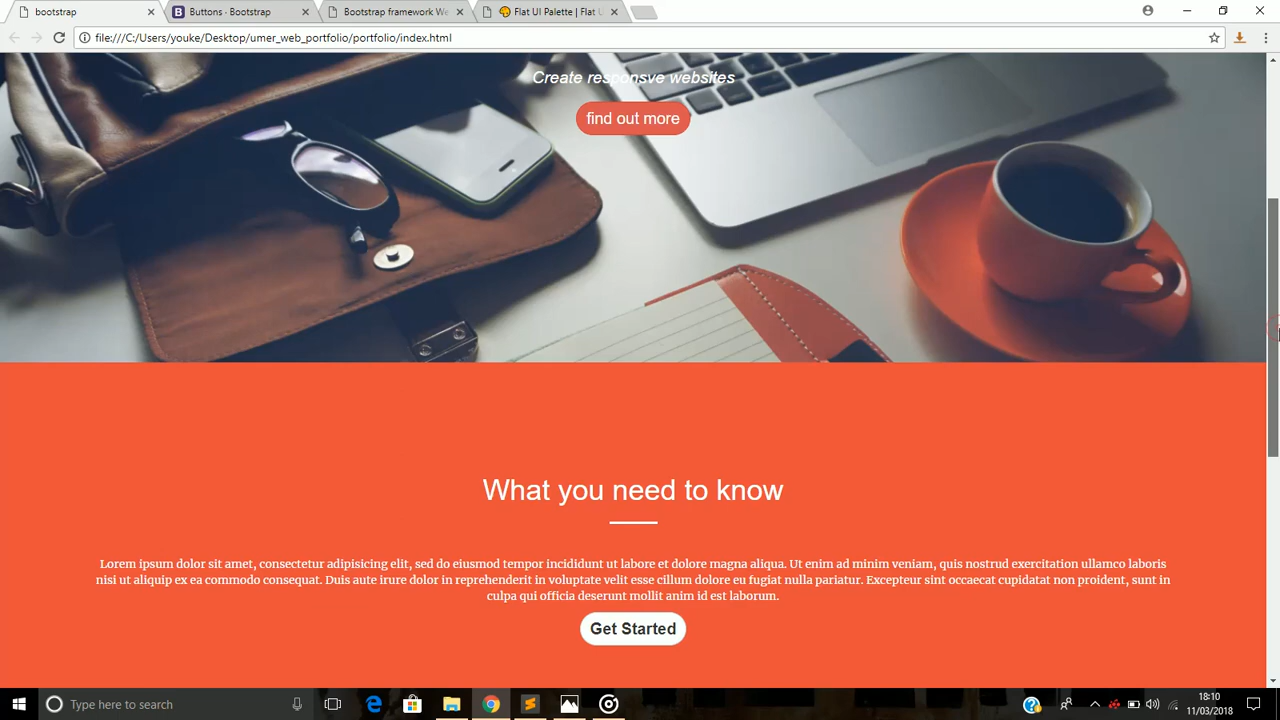 bootstrap
Buttons · Bootstrap
Bootstrap framework We
Flat UI Palette | Flat U
file:///C:/Users/youke/Desktop/umer_web_portfolio/portfolio/index.html
Create responsve websites
find out more
What you need to know
Lorem ipsum dolor sit amet, consectetur adipisicing elit, sed do eiusmod tempor incididunt ut labore et dolore magna aliqua. Ut enim ad minim veniam, quis nostrud exercitation ullamco laboris
nisi ut aliquip ex ea commodo consequat. Duis aute irure dolor in reprehenderit in voluptate velit esse cillum dolore eu fugiat nulla pariatur. Excepteur sint occaecat cupidatat non proident, sunt in
culpa qui officia deserunt mollit anim id est laborum.
Get Started
Type here to search
18:10
11/03/2018